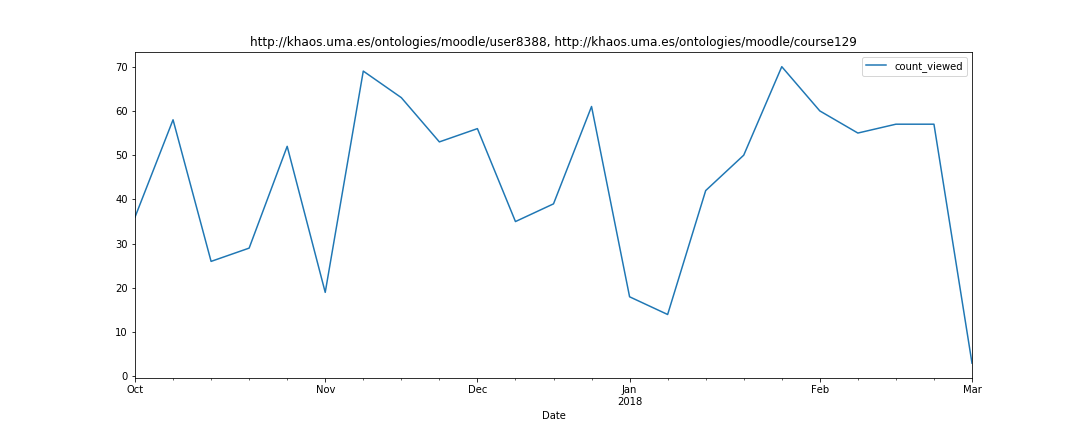 http://khaos.uma.es/ontologies/moodle/user8388, http://khaos.uma.es/ontologies/moodle/course129
count_viewed
70
60
50
40
30
20
10
0
Oct
Nov
Dec
Jan
2018
Feb
Mar
Date